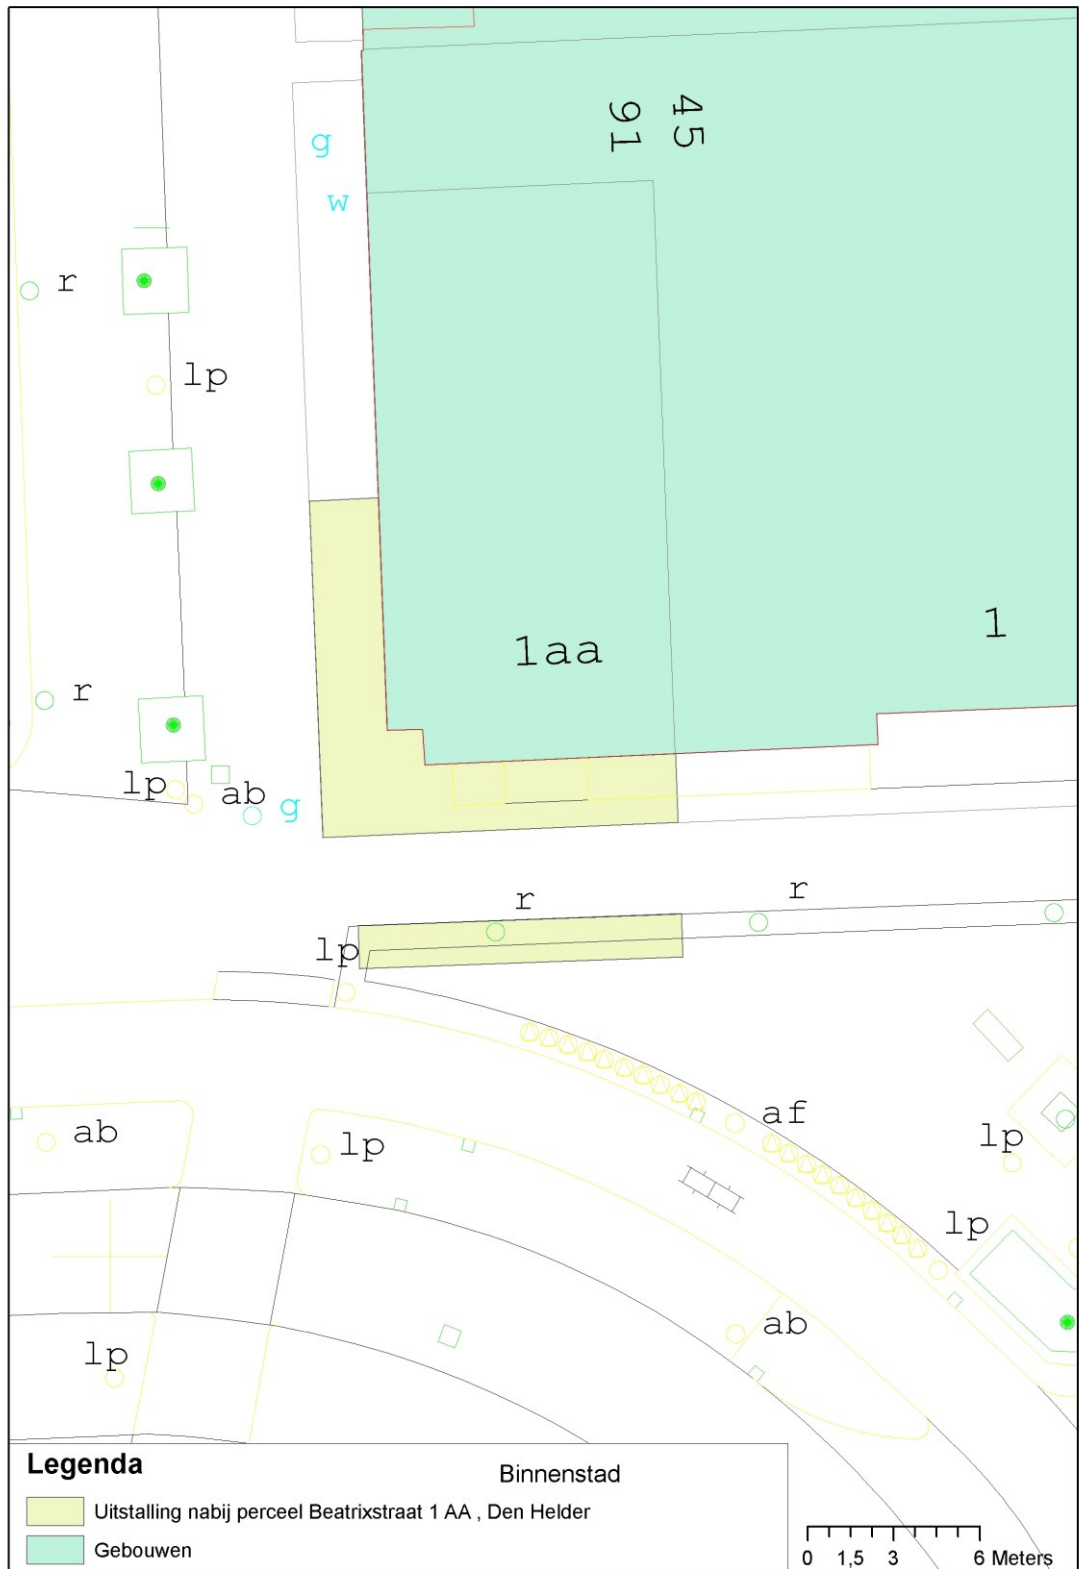 45
91
g
w
r
lp
1aa
1
r
lp
ab
g
r
r
lp
af
ab
lp
lp
lp
ab
lp
Legenda
Binnenstad
Uitstalling nabij perceel Beatrixstraat 1 AA , Den Helder
Gebouwen
0 1,5 3 6 Meters